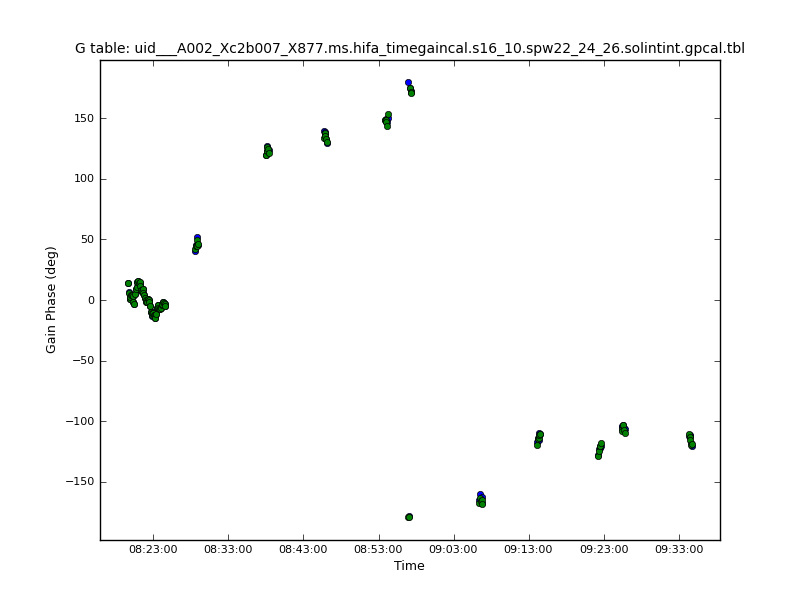 G table: uid___A002_Xc2b007_X877.ms.hifa_timegaincal.s16_10.spw22_24_26.solintint.gpcal.tbl
Gain Phase (deg)
150
100
50
0
−50
−100
−150
08:23:00 08:33:00 08:43:00 08:53:00 09:03:00 09:13:00 09:23:00 09:33:00
Time